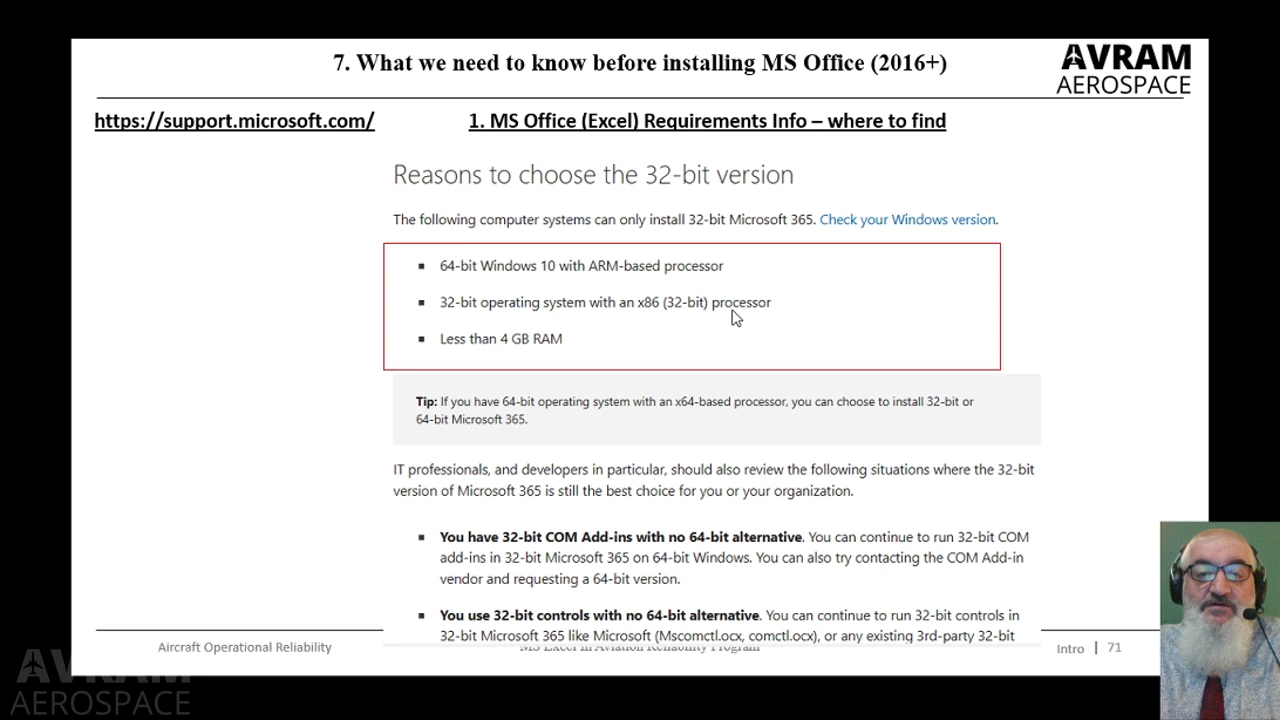 7. What we need to know before installing MS Office (2016+)
AVRAM
AEROSPACE
https://support.microsoft.com/
1. MS Office (Excel) Requirements Info – where to find
Reasons to choose the 32-bit version
The following computer systems can only install 32-bit Microsoft 365. Check your Windows version.
▪ 64-bit Windows 10 with ARM-based processor
▪ 32-bit operating system with an x86 (32-bit) processor
▪ Less than 4 GB RAM
Tip: If you have 64-bit operating system with an x64-based processor, you can choose to install 32-bit or
64-bit Microsoft 365.
IT professionals, and developers in particular, should also review the following situations where the 32-bit
version of Microsoft 365 is still the best choice for you or your organization.
▪ You have 32-bit COM Add-ins with no 64-bit alternative. You can continue to run 32-bit COM
add-ins in 32-bit Microsoft 365 on 64-bit Windows. You can also try contacting the COM Add-in
vendor and requesting a 64-bit version.
▪ You use 32-bit controls with no 64-bit alternative. You can continue to run 32-bit controls in
32-bit Microsoft 365 like Microsoft (Mscomctl.ocx, comctl.ocx), or any existing 3rd-party 32-bit
Aircraft Operational Reliability
MS Excel in Aviation Reliability Program
Intro | 71
AVRAM
AEROSPACE